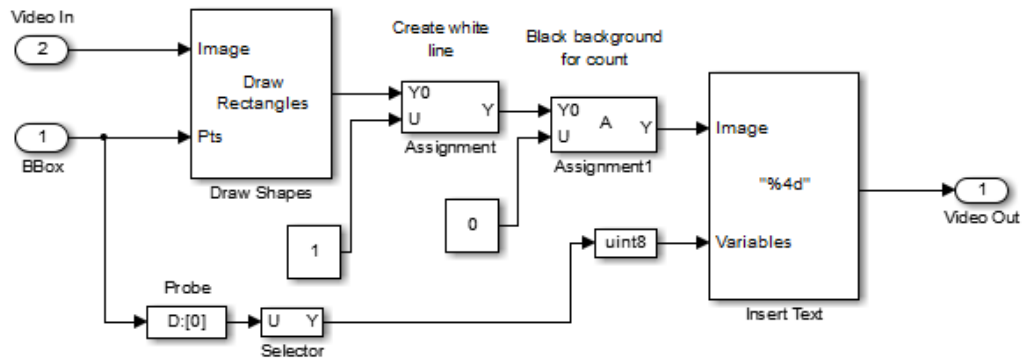 Video In
2
Image
Draw
Rectangles
Pts
Draw Shapes
1
BBox
Create white
line
Y0
U
Y
Assignment
Black background
for count
Y0
U
A
Y
Assignment1
Image
"%4d"
Variables
Insert Text
1
Video Out
1
0
uint8
Probe
D:[0]
U
Y
Selector